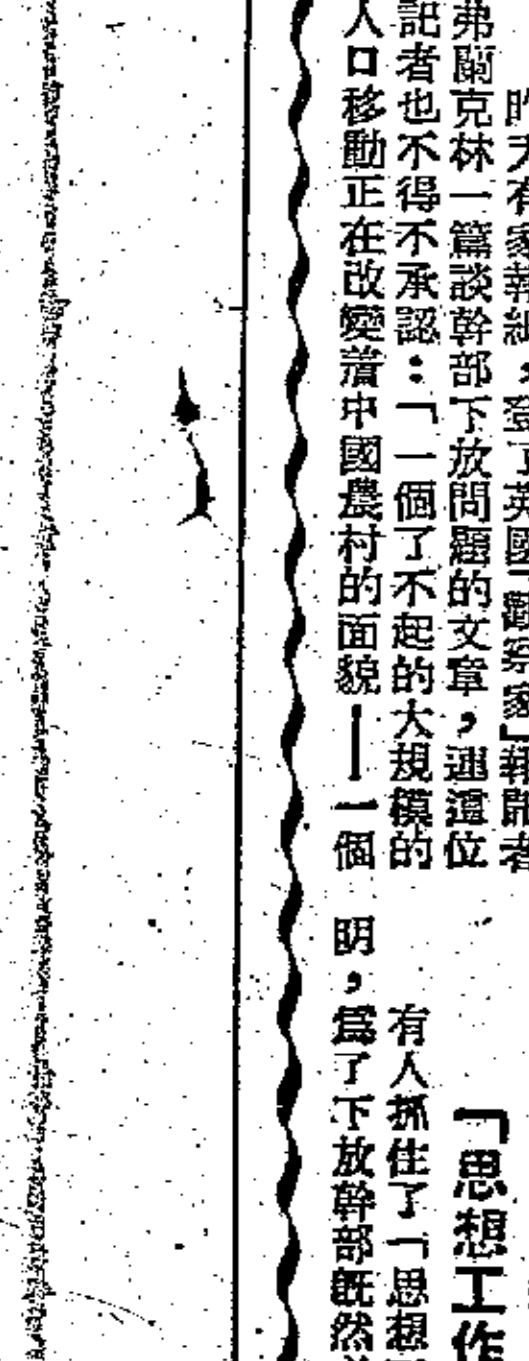 昨天有家報紙，登了英國「觀察家」報記者
弗蘭克林一篇談幹部下放問題的文章，連這位
記者也不得不承認：「一個了不起的大規模的
人口移動正在改變着中國農村的面貌——一個
「思想工作
有人抓住了「思想
明，爲了下放幹部既然